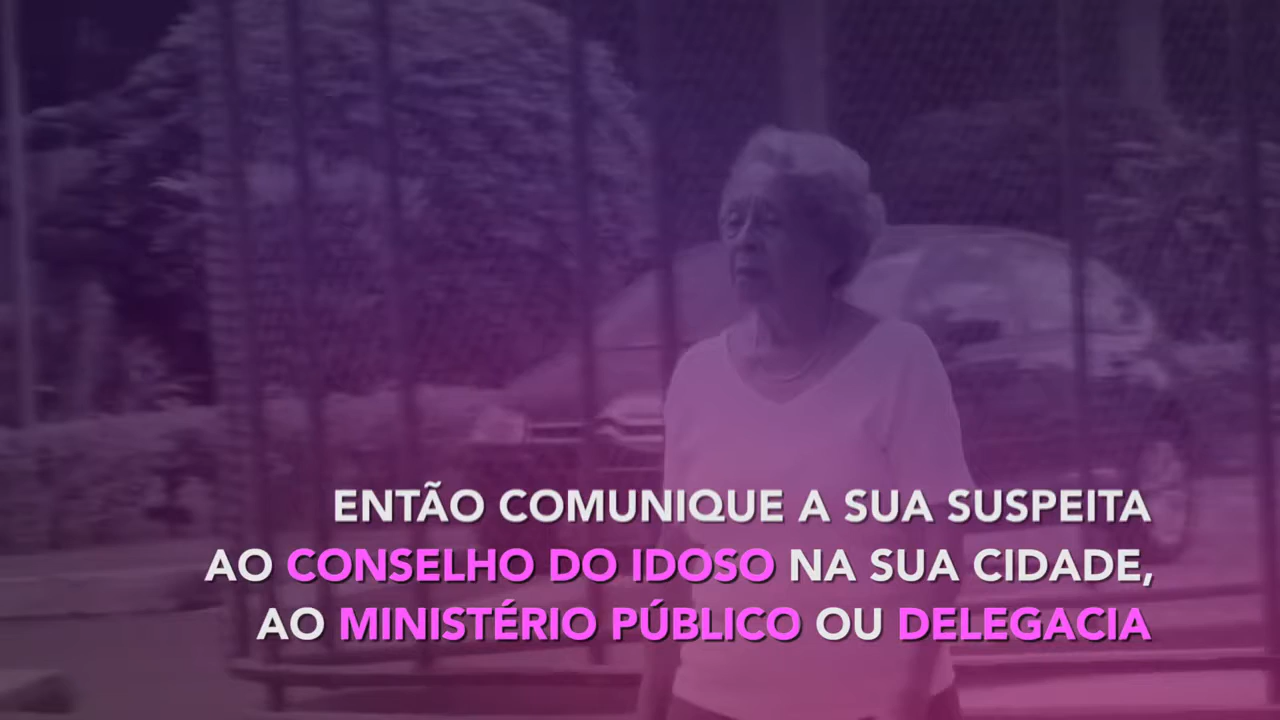 ENTÃO COMUNIQUE A SUA SUSPEITA
AO CONSELHO DO IDOSO NA SUA CIDADE,
AO MINISTÉRIO PÚBLICO OU DELEGACIA